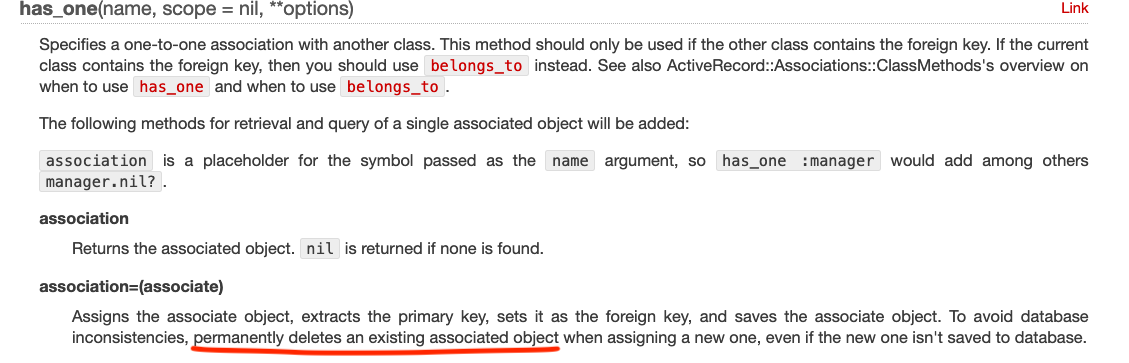 has_one(name, scope = nil, **options)
Link
Specifies a one-to-one association with another class. This method should only be used if the other class contains the foreign key. If the current
class contains the foreign key, then you should use belongs_to instead. See also ActiveRecord::Associations::ClassMethods's overview on
when to use has_one and when to use belongs_to.
The following methods for retrieval and query of a single associated object will be added:
association is a placeholder for the symbol passed as the name argument, so has_one :manager would add among others
manager.nil?.
association
Returns the associated object. nil is returned if none is found.
association=(associate)
Assigns the associate object, extracts the primary key, sets it as the foreign key, and saves the associate object. To avoid database
inconsistencies, permanently deletes an existing associated object when assigning a new one, even if the new one isn't saved to database.